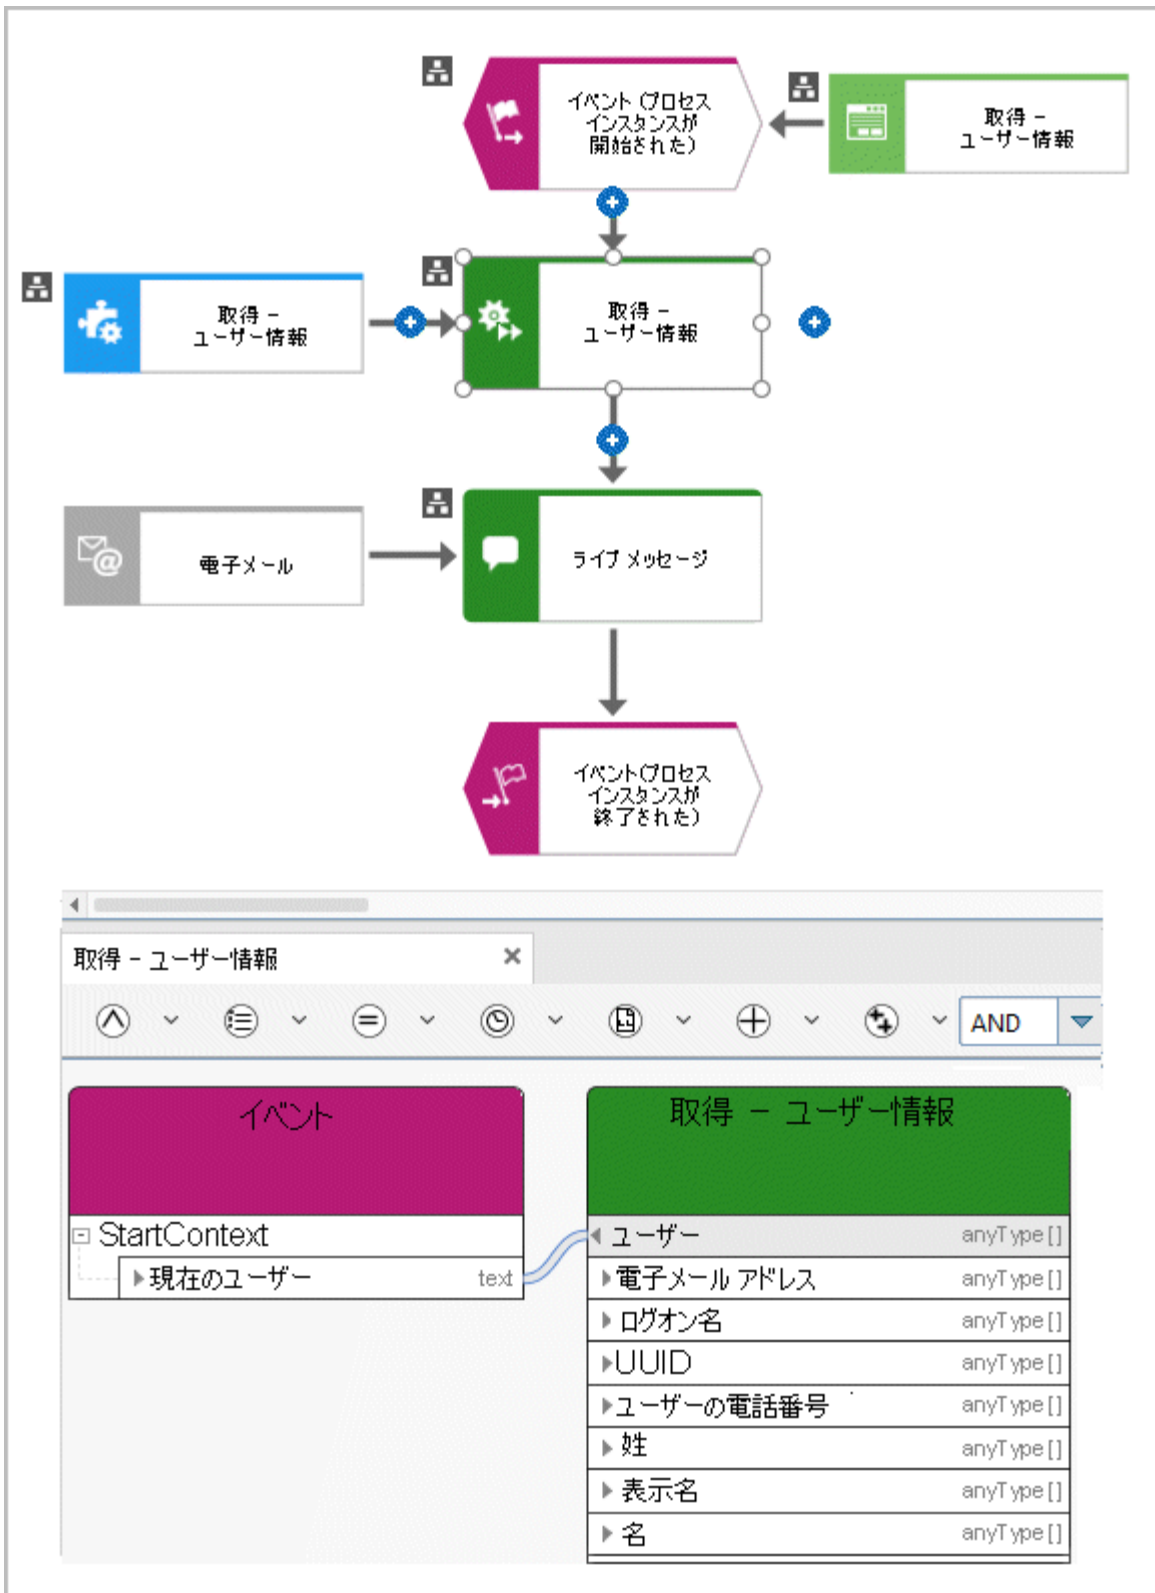 イベント (プロセス
インスタンスが
開始された)
取得 –
ユーザー情報
取得 –
ユーザー情報
取得 –
ユーザー情報
電子メール
ライブ メッセージ
イベント(プロセス
インスタンスが
終了された)
取得 – ユーザー情報
AND
イベント
取得 – ユーザー情報
StartContext
ユーザー anyType[]
現在のユーザー text
電子メール アドレス anyType[]
ログオン名 anyType[]
UUID anyType[]
ユーザーの電話番号 anyType[]
姓 anyType[]
表示名 anyType[]
名 anyType[]